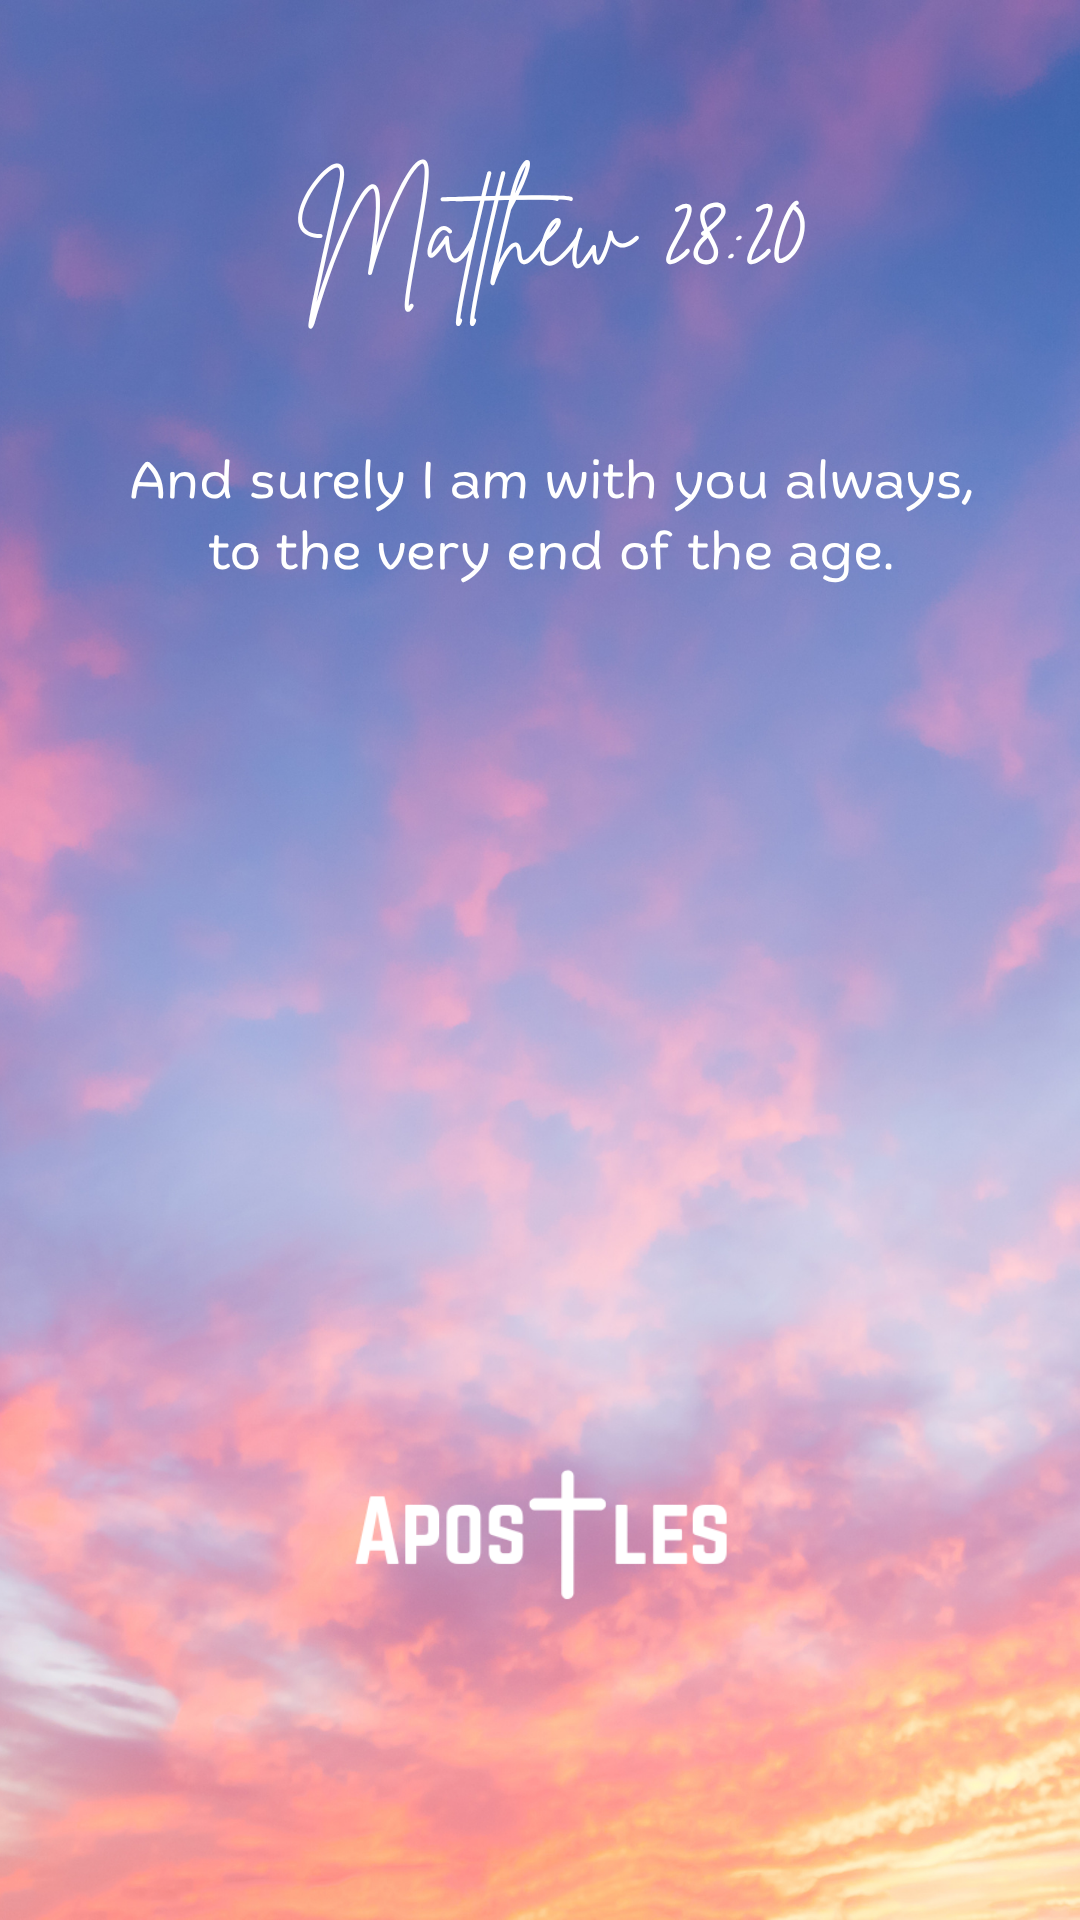 Matthew 28:20
And surely I am with you always,
to the very end of the age.
APOSTLES